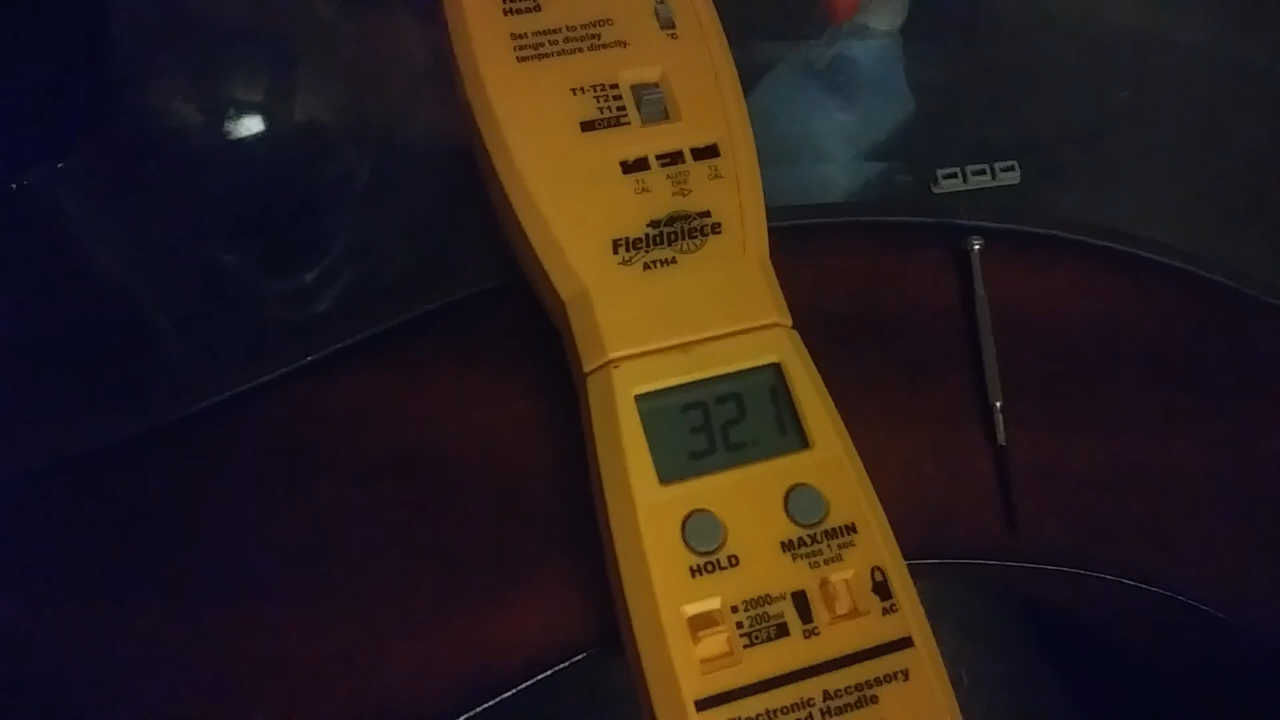 Head
Set meter to mVDC
range to display
temperature directly.
°C
T1-T2
T2
T1
OFF
T1
CAL
AUTO
OFF
T2
CAL
Fieldpiece
ATH4
32.1
HOLD
MAX/MIN
Press 1 sec
to exit
2000mV
200mV
OFF
DC
AC
Electronic Accessory
Handle